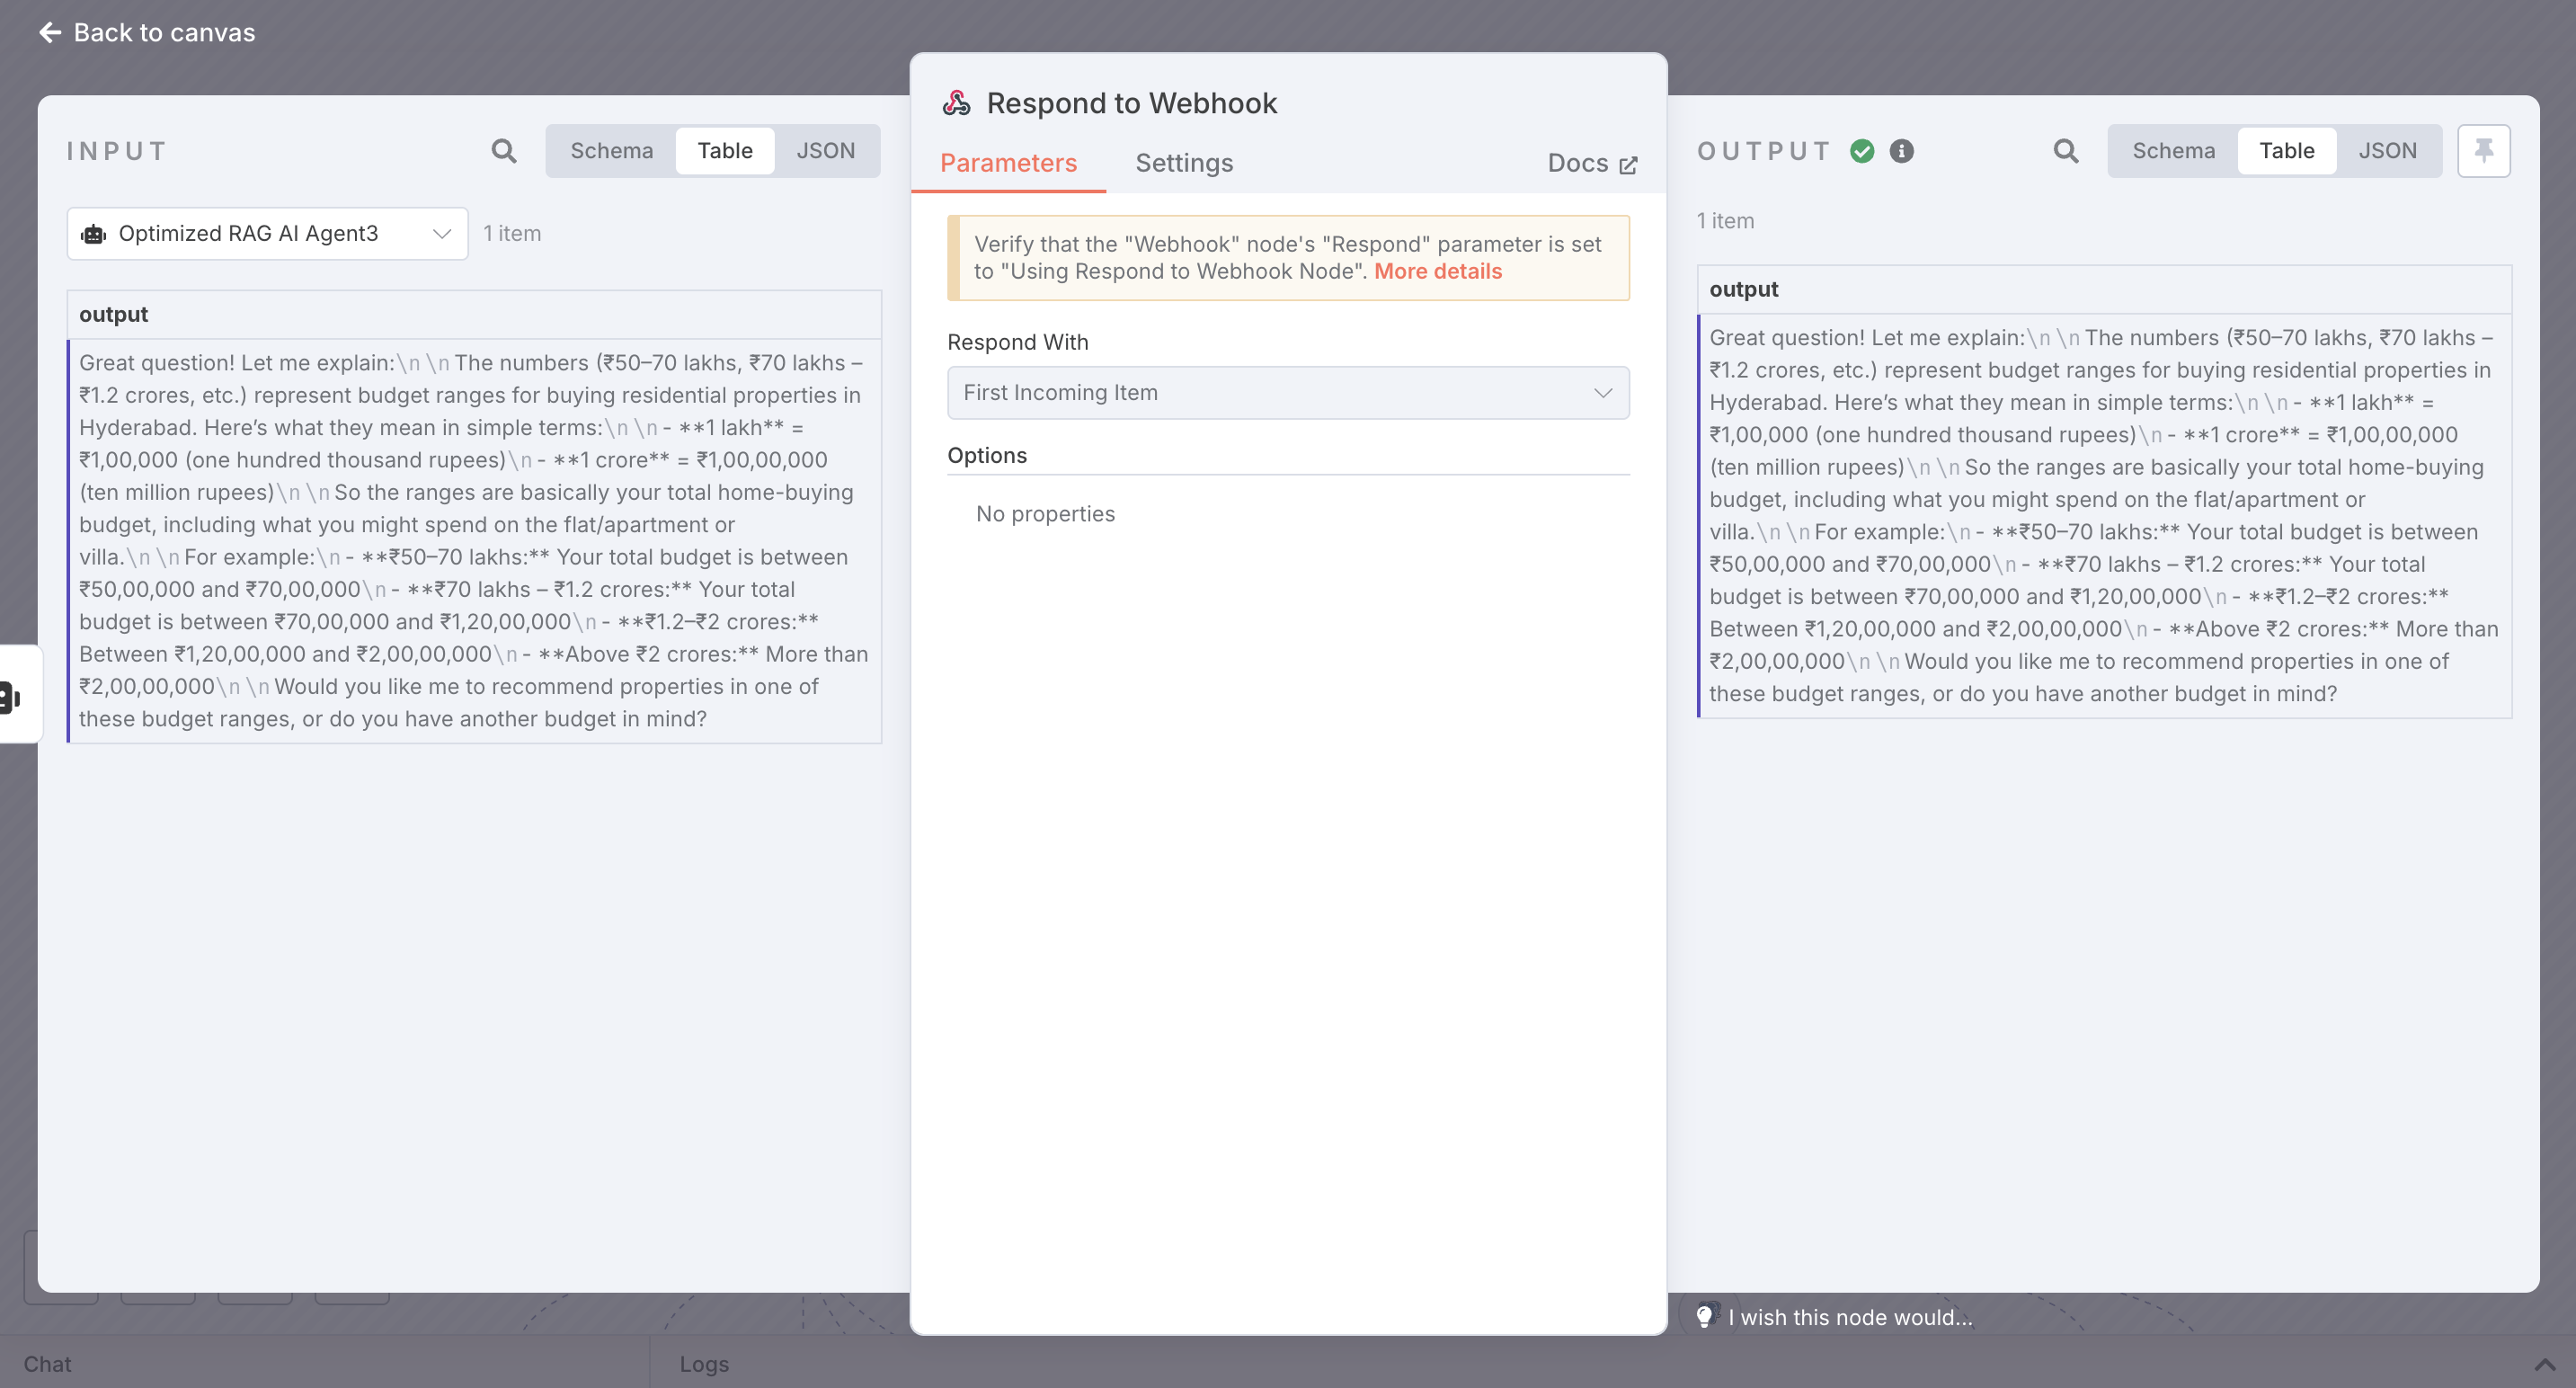 Back to canvas
INPUT
Schema
Table
JSON
Optimized RAG AI Agent3
1 item
output
Great question! Let me explain:\n \n The numbers (₹50–70 lakhs, ₹70 lakhs –
₹1.2 crores, etc.) represent budget ranges for buying residential properties in
Hyderabad. Here’s what they mean in simple terms:\n \n - **1 lakh** =
₹1,00,000 (one hundred thousand rupees)\n - **1 crore** = ₹1,00,00,000
(ten million rupees)\n \n So the ranges are basically your total home-buying
budget, including what you might spend on the flat/apartment or
villa.\n \n For example:\n - **₹50–70 lakhs:** Your total budget is between
₹50,00,000 and ₹70,00,000\n - **₹70 lakhs – ₹1.2 crores:** Your total
budget is between ₹70,00,000 and ₹1,20,00,000\n - **₹1.2–₹2 crores:**
Between ₹1,20,00,000 and ₹2,00,00,000\n - **Above ₹2 crores:** More than
₹2,00,00,000\n \n Would you like me to recommend properties in one of
these budget ranges, or do you have another budget in mind?
Respond to Webhook
Parameters
Settings
Docs
Verify that the "Webhook" node's "Respond" parameter is set
to "Using Respond to Webhook Node". More details
Respond With
First Incoming Item
Options
No properties
OUTPUT
Schema
Table
JSON
1 item
output
Great question! Let me explain:\n \n The numbers (₹50–70 lakhs, ₹70 lakhs –
₹1.2 crores, etc.) represent budget ranges for buying residential properties in
Hyderabad. Here’s what they mean in simple terms:\n \n - **1 lakh** =
₹1,00,000 (one hundred thousand rupees)\n - **1 crore** = ₹1,00,00,000
(ten million rupees)\n \n So the ranges are basically your total home-buying
budget, including what you might spend on the flat/apartment or
villa.\n \n For example:\n - **₹50–70 lakhs:** Your total budget is between
₹50,00,000 and ₹70,00,000\n - **₹70 lakhs – ₹1.2 crores:** Your total
budget is between ₹70,00,000 and ₹1,20,00,000\n - **₹1.2–₹2 crores:**
Between ₹1,20,00,000 and ₹2,00,00,000\n - **Above ₹2 crores:** More than
₹2,00,00,000\n \n Would you like me to recommend properties in one of
these budget ranges, or do you have another budget in mind?
I wish this node would...
Chat
Logs